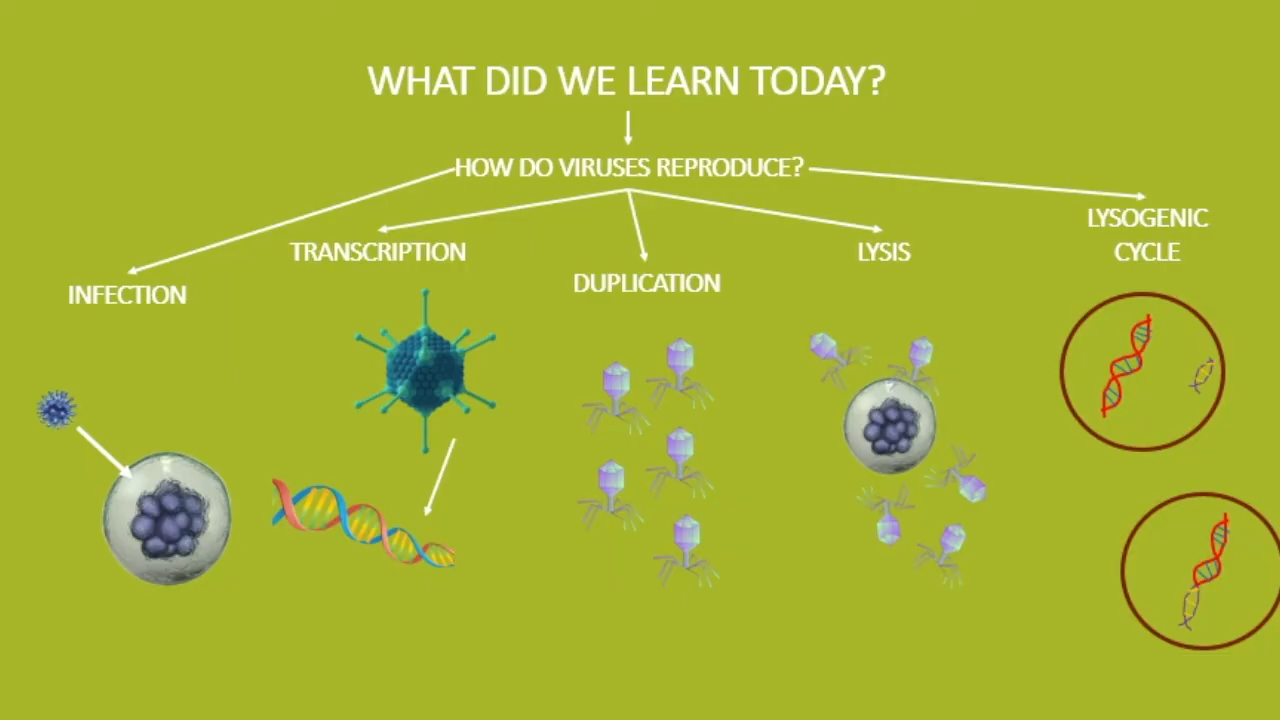 WHAT DID WE LEARN TODAY?
HOW DO VIRUSES REPRODUCE?
INFECTION
TRANSCRIPTION
DUPLICATION
LYSIS
LYSOGENIC
CYCLE